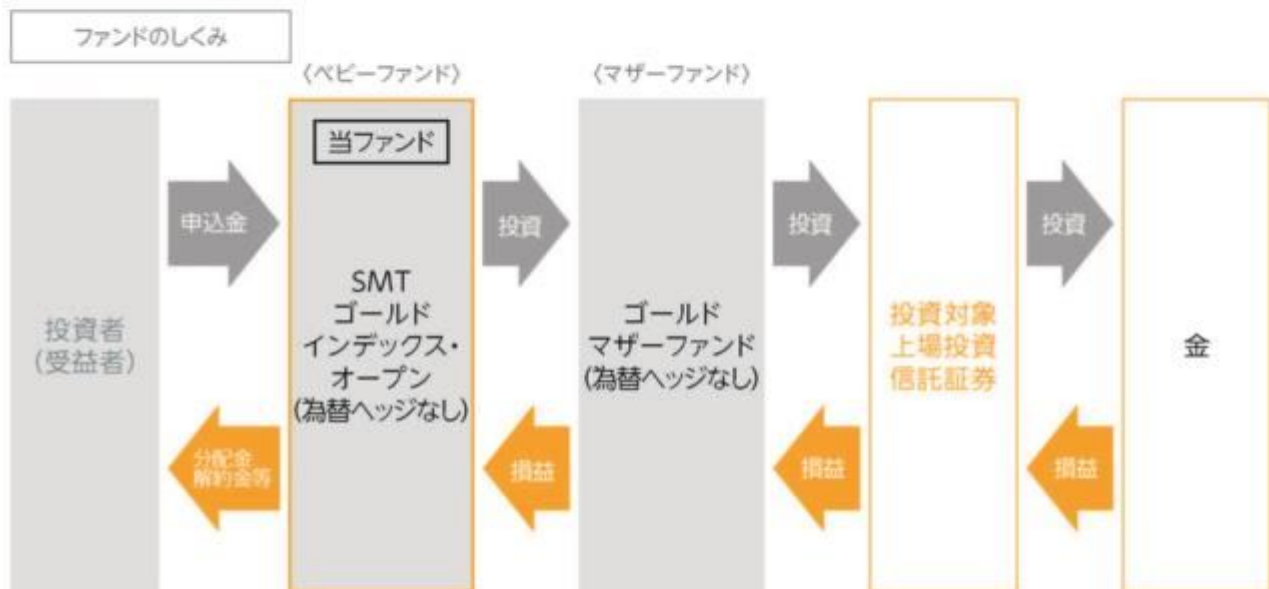 ファンドのしくみ
〈ベビーファンド〉
〈マザーファンド〉
投資者
(受益者)
申込金
分配金
解約金等
当ファンド
SMT
ゴールド
インデックス・
オープン
(為替ヘッジなし)
投資
損益
ゴールド
マザーファンド
(為替ヘッジなし)
投資
損益
投資対象
上場投資
信託証券
投資
損益
金